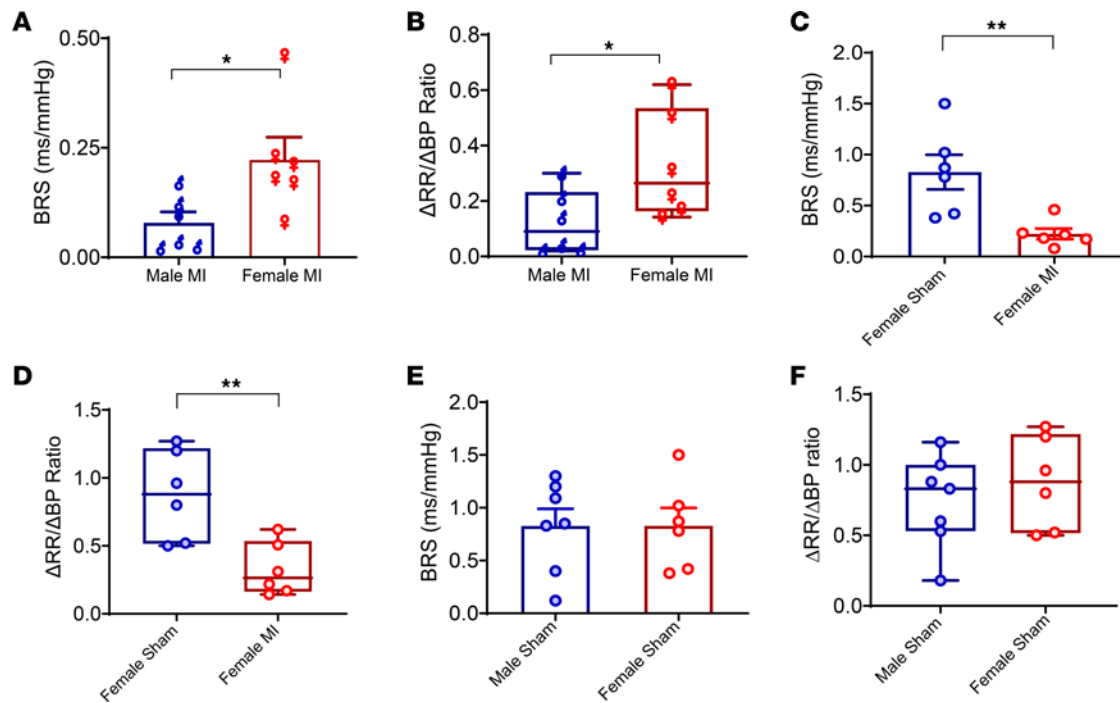 A
BRS (ms/mmHg)
0.50
0.25
0.00
*
Male MI
Female MI
B
ΔRR/ΔBP Ratio
0.8
0.6
0.4
0.2
0.0
*
Male MI
Female MI
C
BRS (ms/mmHg)
2.0
1.5
1.0
0.5
0.0
**
Female Sham
Female MI
D
ΔRR/ΔBP Ratio
1.5
1.0
0.5
0.0
**
Female Sham
Female MI
E
BRS (ms/mmHg)
2.0
1.5
1.0
0.5
0.0
Male Sham
Female Sham
F
ΔRR/ΔBP ratio
1.5
1.0
0.5
0.0
Male Sham
Female Sham